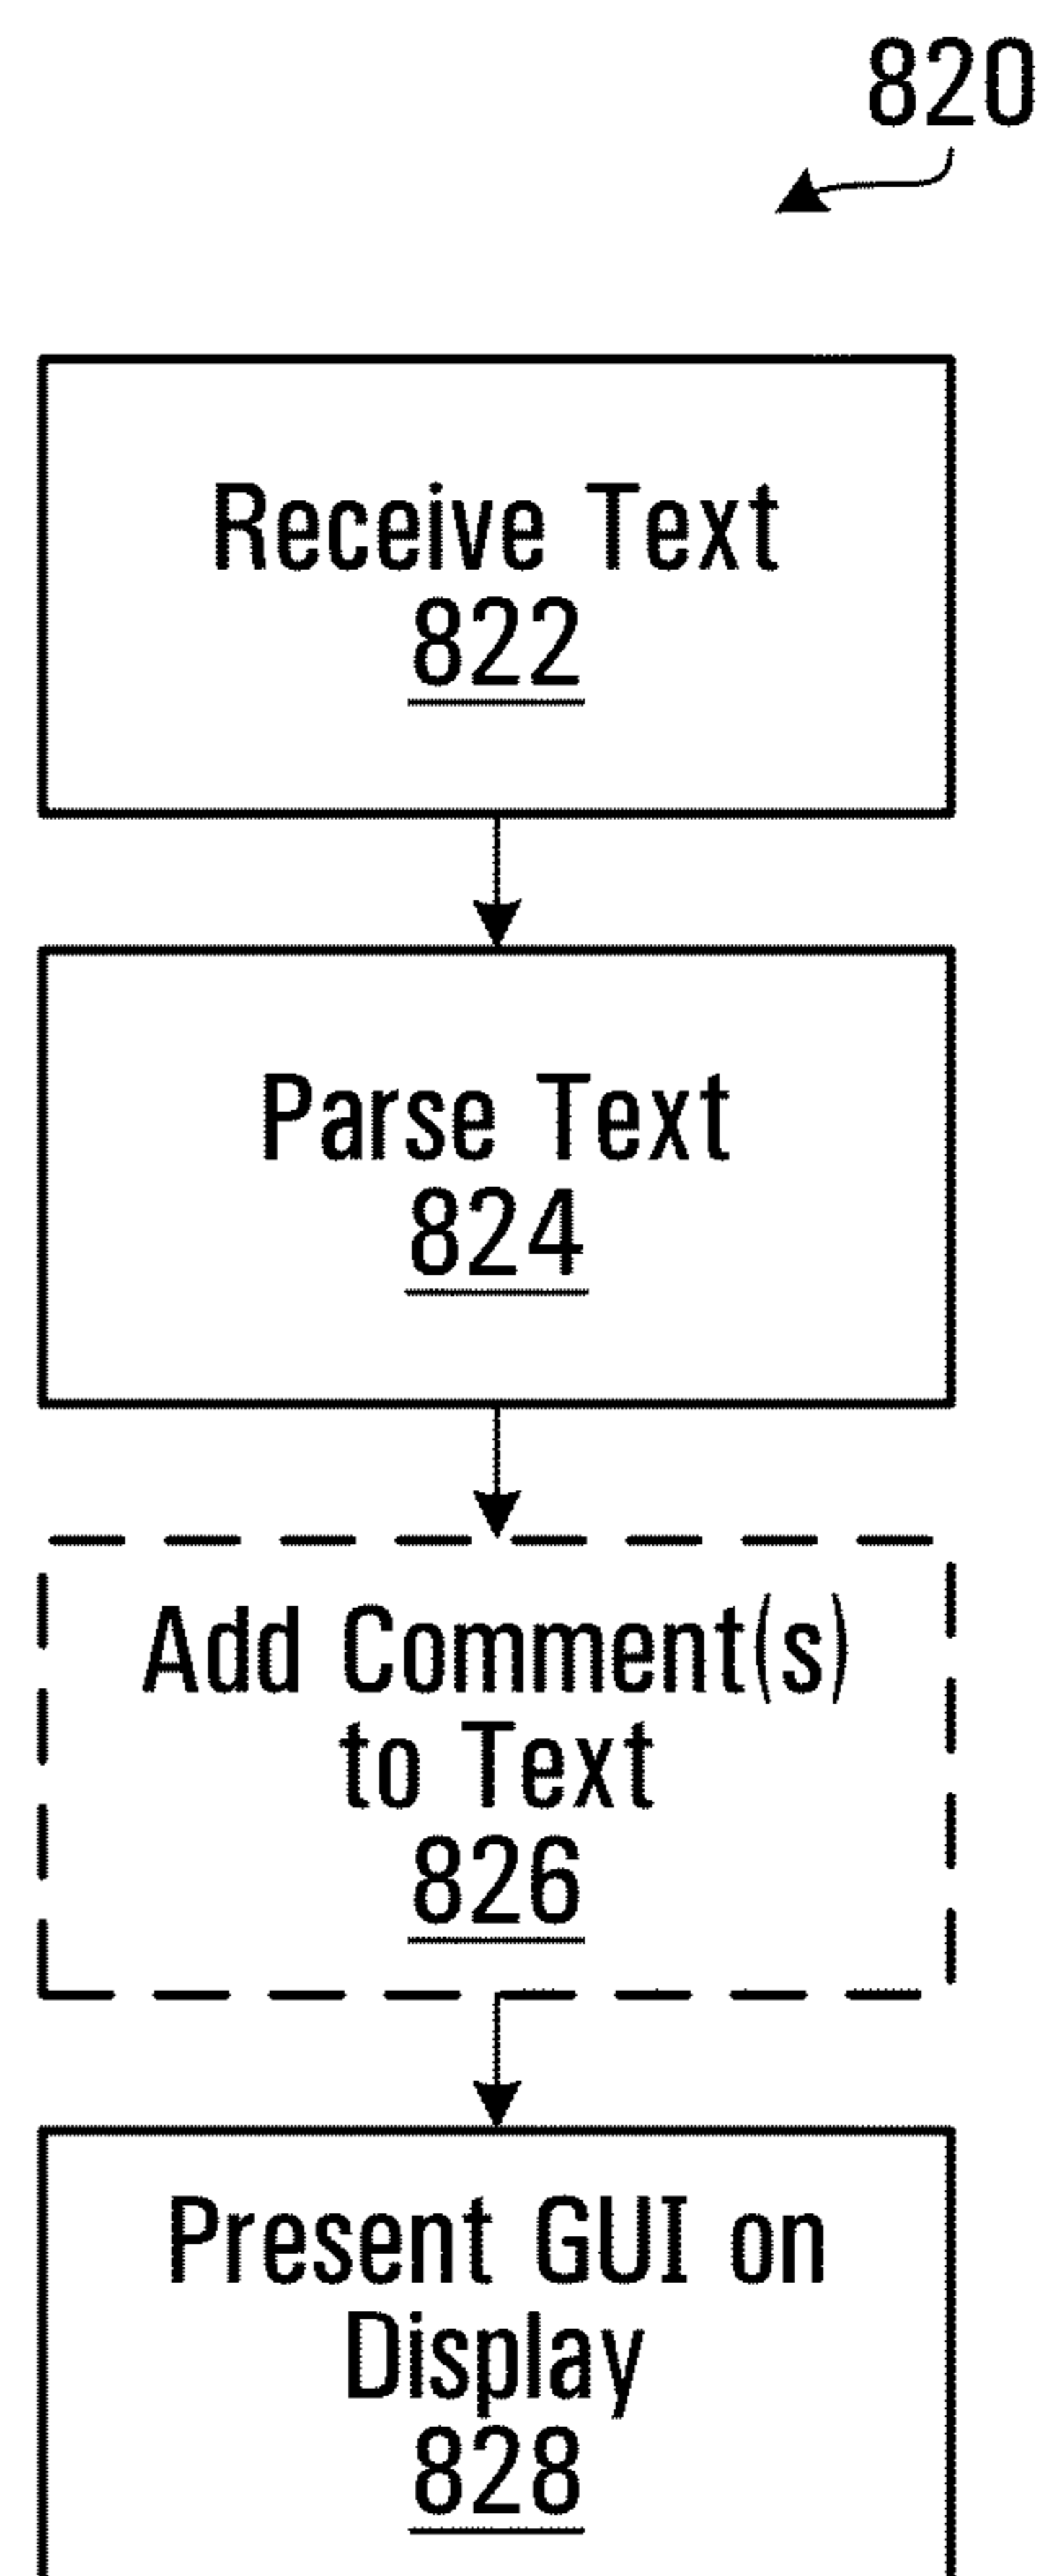 820
Receive Text
822
Parse Text
824
Add Comment(s)
to Text
826
Present GUI on
Display
828